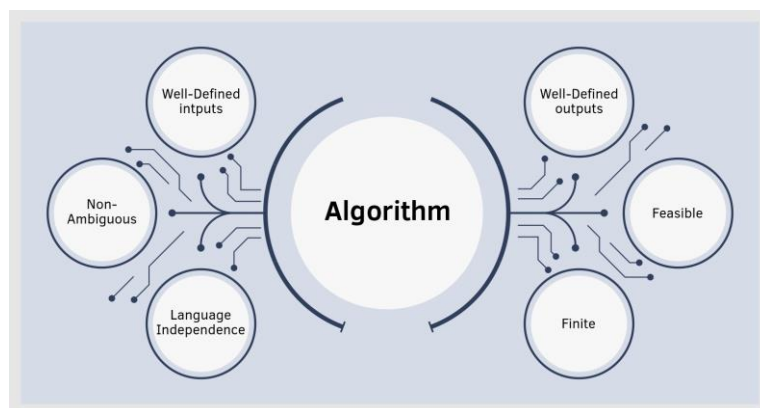 Well-Defined
intputs
Well-Defined
outputs
Non-
Ambiguous
Algorithm
Feasible
Language
Independence
Finite